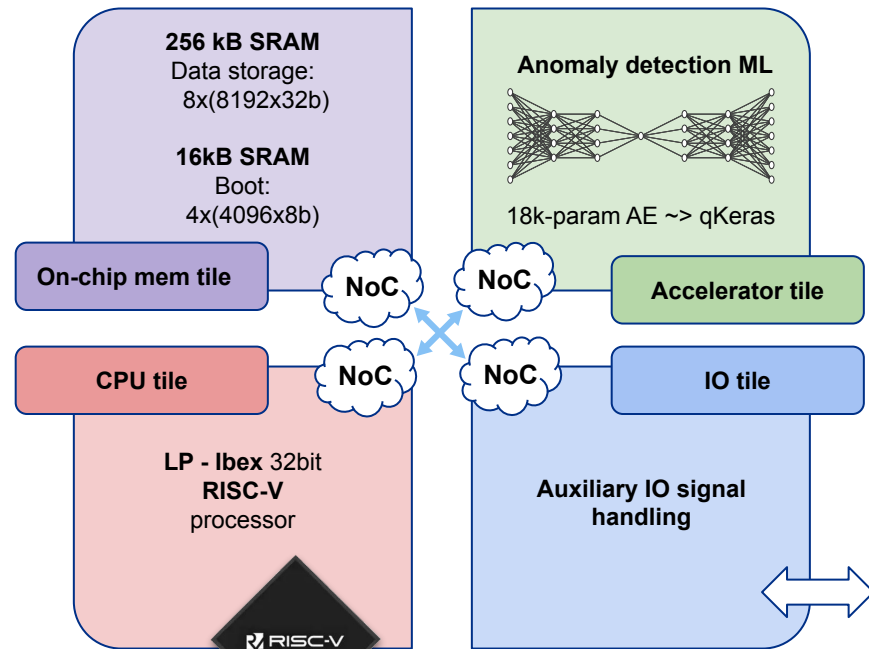 256 kB SRAM
Data storage:
8x(8192x32b)
16kB SRAM
Boot:
4x(4096x8b)
On-chip mem tile
NoC
Anomaly detection ML
18k-param AE ~> qKeras
NoC
Accelerator tile
CPU tile
NoC
LP - Ibex 32bit
RISC-V
processor
RISC-V
NoC
IO tile
Auxiliary IO signal
handling